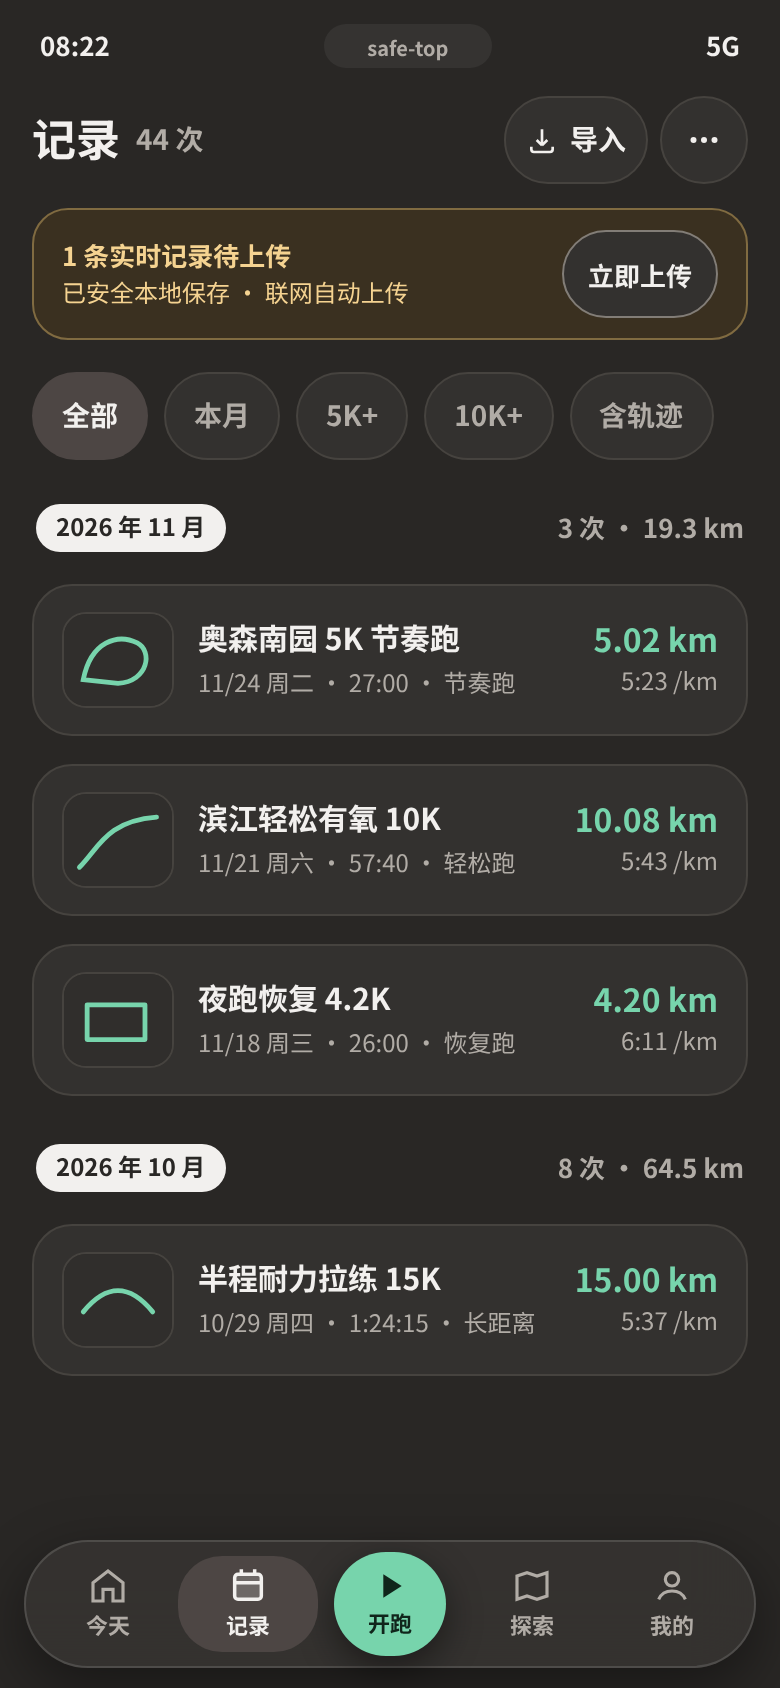 08:22
safe-top
5G
记录 44 次
导入
1 条实时记录待上传
已安全本地保存 · 联网自动上传
立即上传
全部
本月
5K+
10K+
含轨迹
2026 年 11 月
3 次 · 19.3 km
奥森南园 5K 节奏跑
5.02 km
11/24 周二 · 27:00 · 节奏跑
5:23 /km
滨江轻松有氧 10K
10.08 km
11/21 周六 · 57:40 · 轻松跑
5:43 /km
夜跑恢复 4.2K
4.20 km
11/18 周三 · 26:00 · 恢复跑
6:11 /km
2026 年 10 月
8 次 · 64.5 km
半程耐力拉练 15K
15.00 km
10/29 周四 · 1:24:15 · 长距离
5:37 /km
今天
记录
开跑
探索
我的